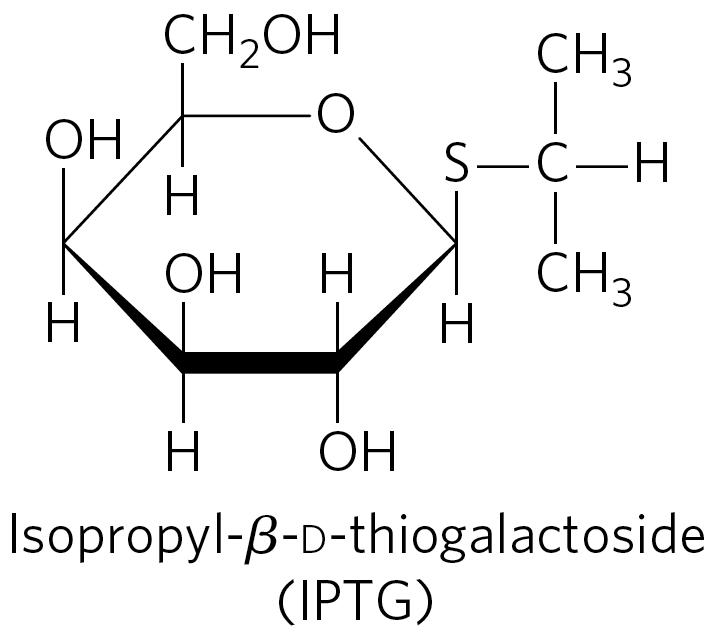 CH₂OH
OH
O
S
C
H
CH₃
H
OH
H
CH₃
H
H
H
OH
Isopropyl-β-D-thiogalactoside
(IPTG)